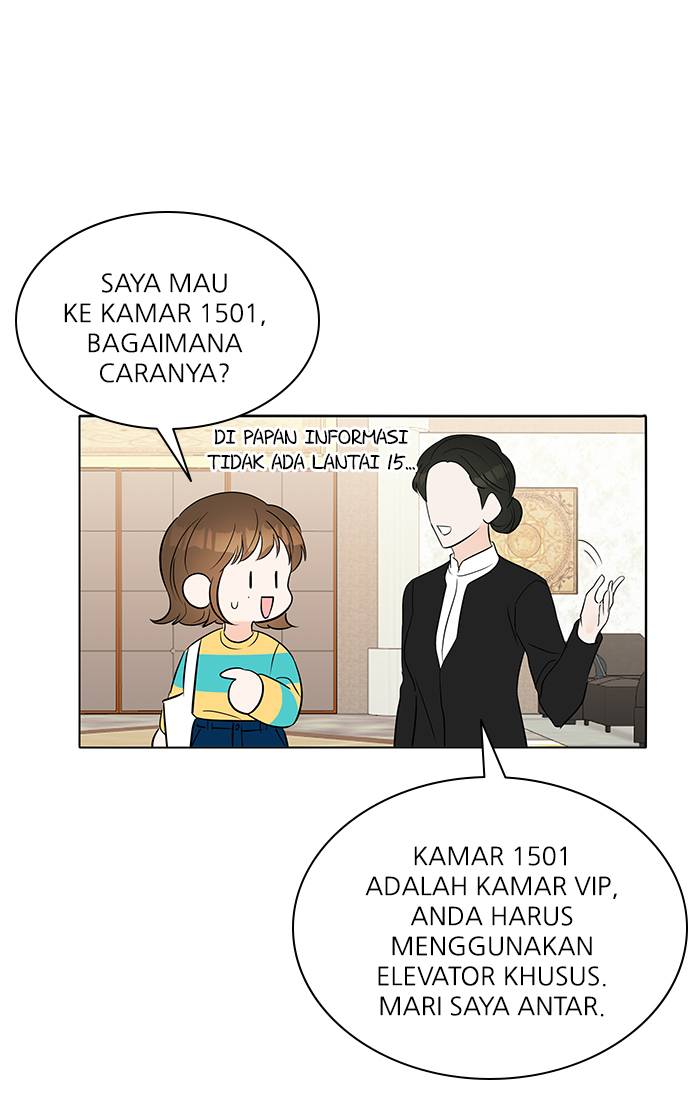 SAYA MAU
KE KAMAR 1501,
BAGAIMANA
CARANYA?
DI PAPAN INFORMASI
TIDAK ADA LANTAI 15...
KAMAR 1501
ADALAH KAMAR VIP,
ANDA HARUS
MENGGUNAKAN
ELEVATOR KHUSUS.
MARI SAYA ANTAR.